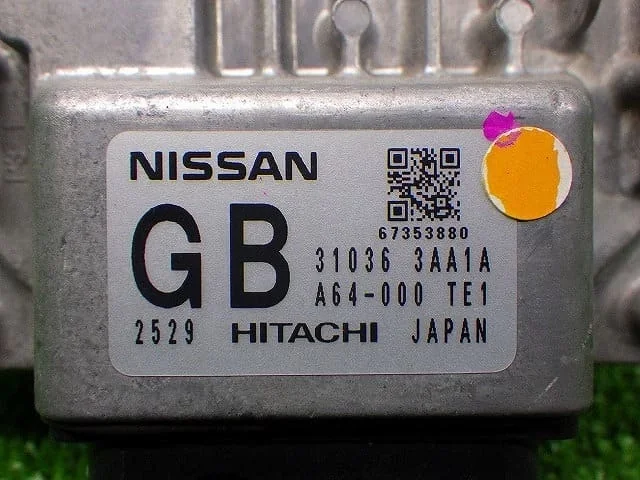 NISSAN
67353880
GB
31036 3AA1A
A64-000 TE1
2529 HITACHI JAPAN